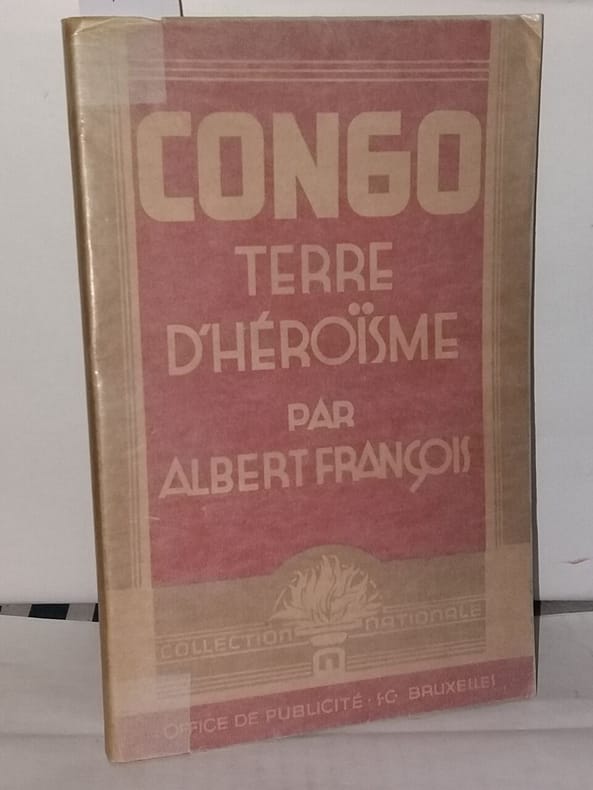 CONGO
TERRE
D'HÉROÏSME
PAR
ALBERT FRANÇOIS
COLLECTION NATIONALE
n
OFFICE DE PUBLICITÉ · S.C. BRUXELLES